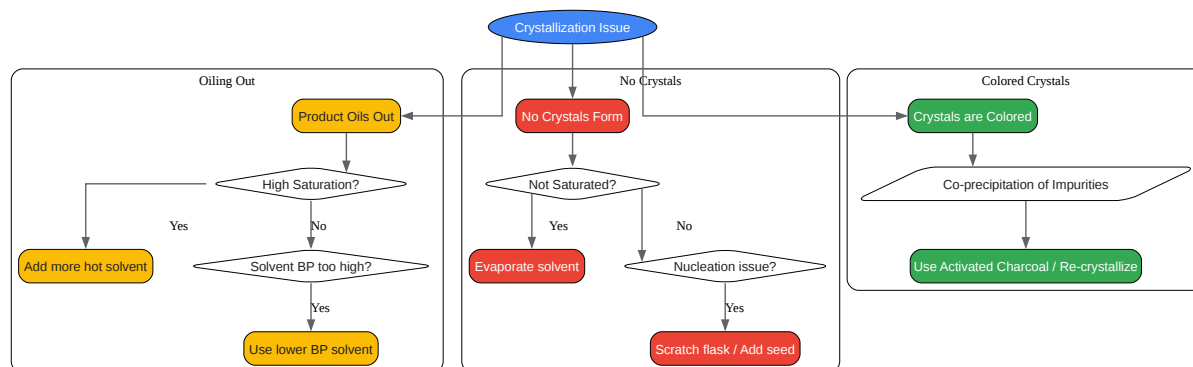 Crystallization Issue
Oiling Out
No Crystals
Colored Crystals
Product Oils Out
No Crystals Form
Crystals are Colored
High Saturation?
Not Saturated?
Co-precipitation of Impurities
Yes
No
Yes
No
Add more hot solvent
Solvent BP too high?
Evaporate solvent
Nucleation issue?
Use Activated Charcoal / Re-crystallize
Yes
Yes
Use lower BP solvent
Scratch flask / Add seed